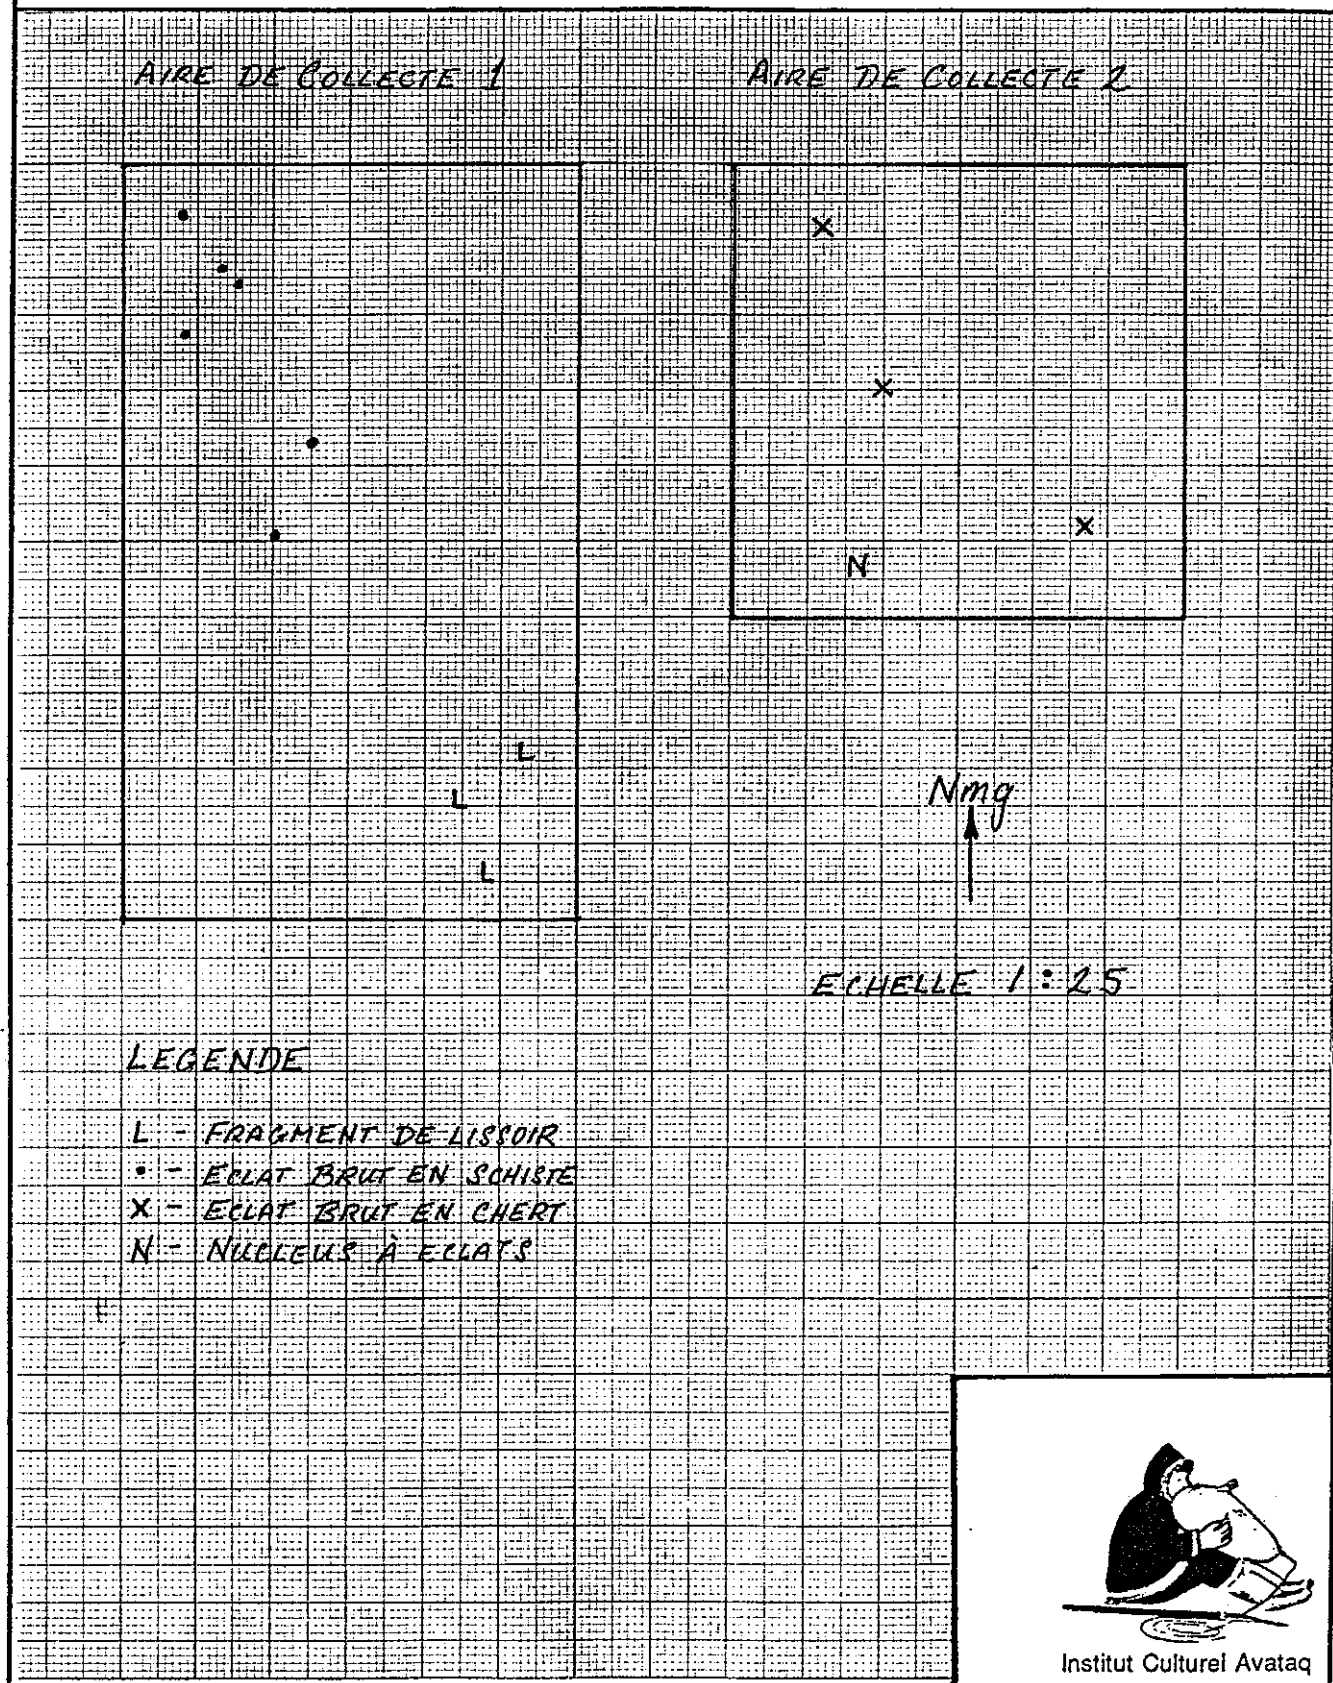 AIRE DE COLLECTE 1
AIRE DE COLLECTE 2
X
X
X
N
L
L
L
Nmg
ECHELLE 1:25
LEGENDE
L - FRAGMENT DE LISSOIR
• - ECLAT BRUT EN SCHISTE
X - ECLAT BRUT EN CHERT
N - NUCLEUS À ECLATS
Institut Culturel Avataq